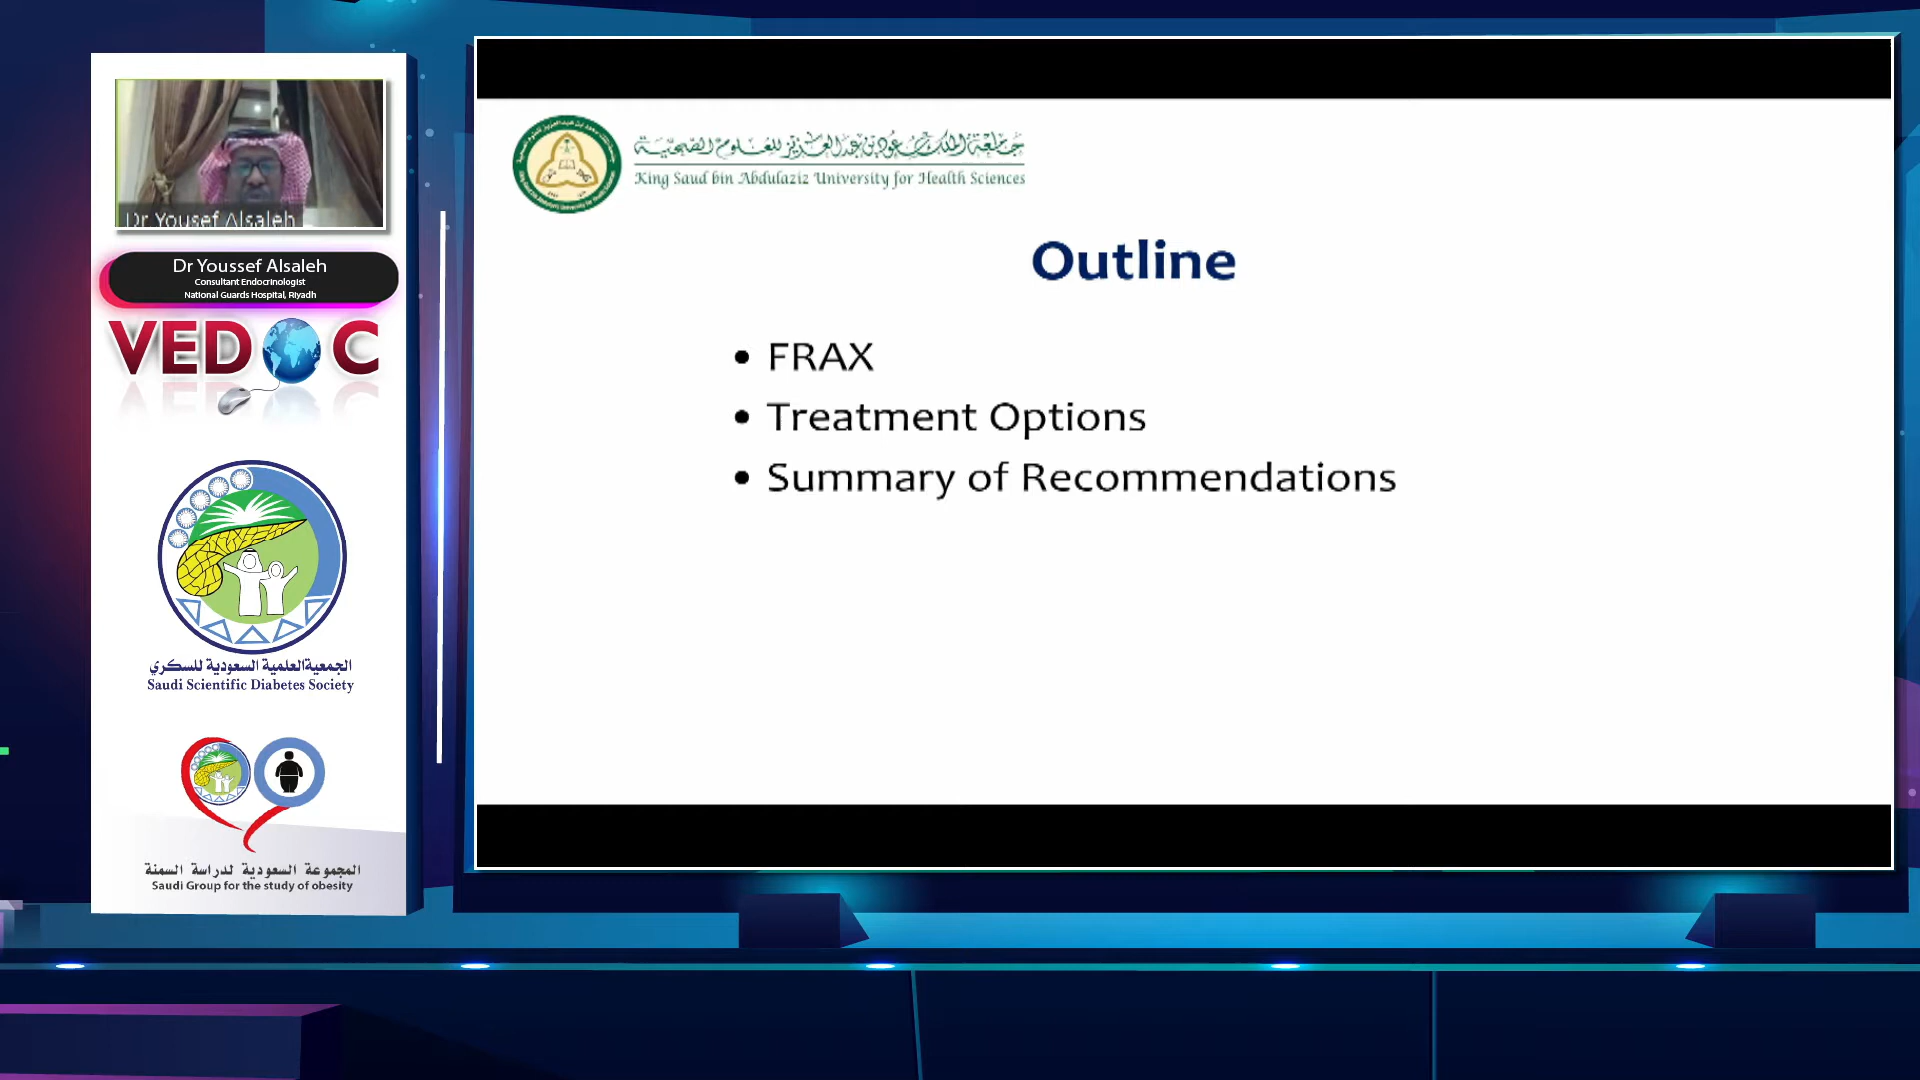 Dr Yousef Alsaleh
Dr Youssef Alsaleh
Consultant Endocrinologist
National Guards Hospital, Riyadh
VEDOC
الجمعية العلمية السعودية للسكري
Saudi Scientific Diabetes Society
المجموعة السعودية لدراسة السمنة
Saudi Group for the study of obesity
جامعة الملك سعود بن عبدالعزيز للعلوم الصحية
King Saud bin Abdulaziz University for Health Sciences
Outline
• FRAX
• Treatment Options
• Summary of Recommendations